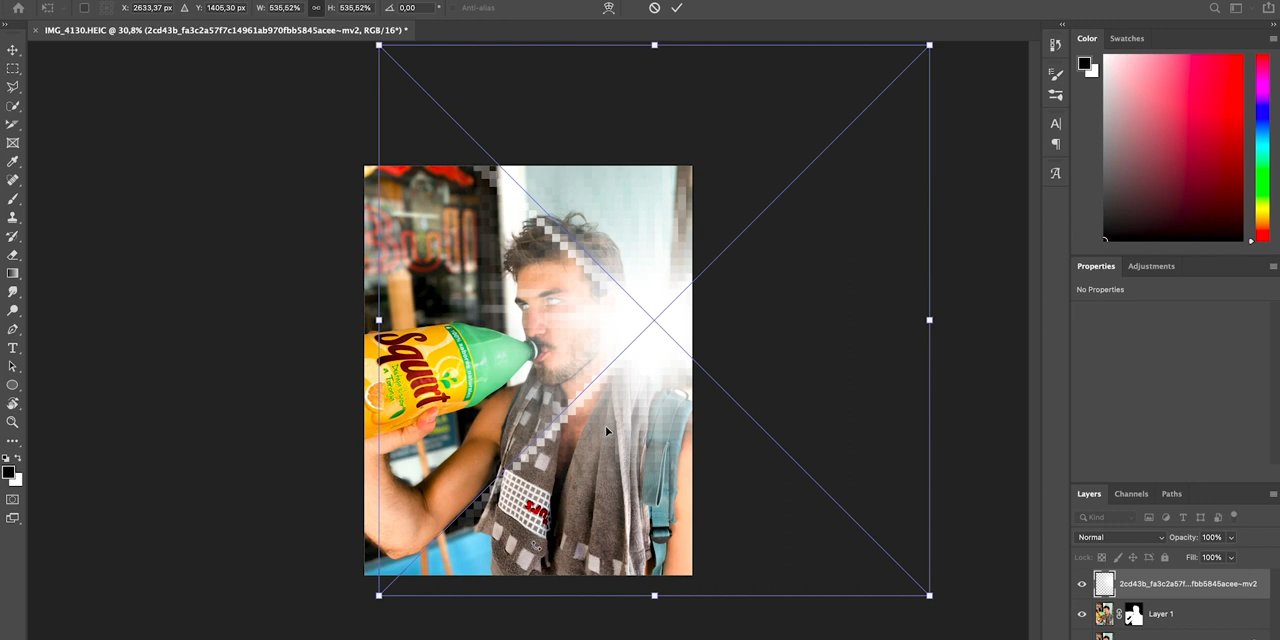 X: 2633,37 px Y: 1405,30 px W: 535,52% H: 535,52% 0,00 ° Anti-alias
× IMG_4130.HEIC @ 30,8% (2cd43b_fa3c2a57f7c14961ab970fbb5845acee~mv2, RGB/16*) *
Color Swatches
Properties Adjustments
No Properties
Layers Channels Paths
Kind
Normal Opacity: 100%
Lock: Fill: 100%
2cd43b_fa3c2a57f...fbb5845acee~mv2
Layer 1
Squirt